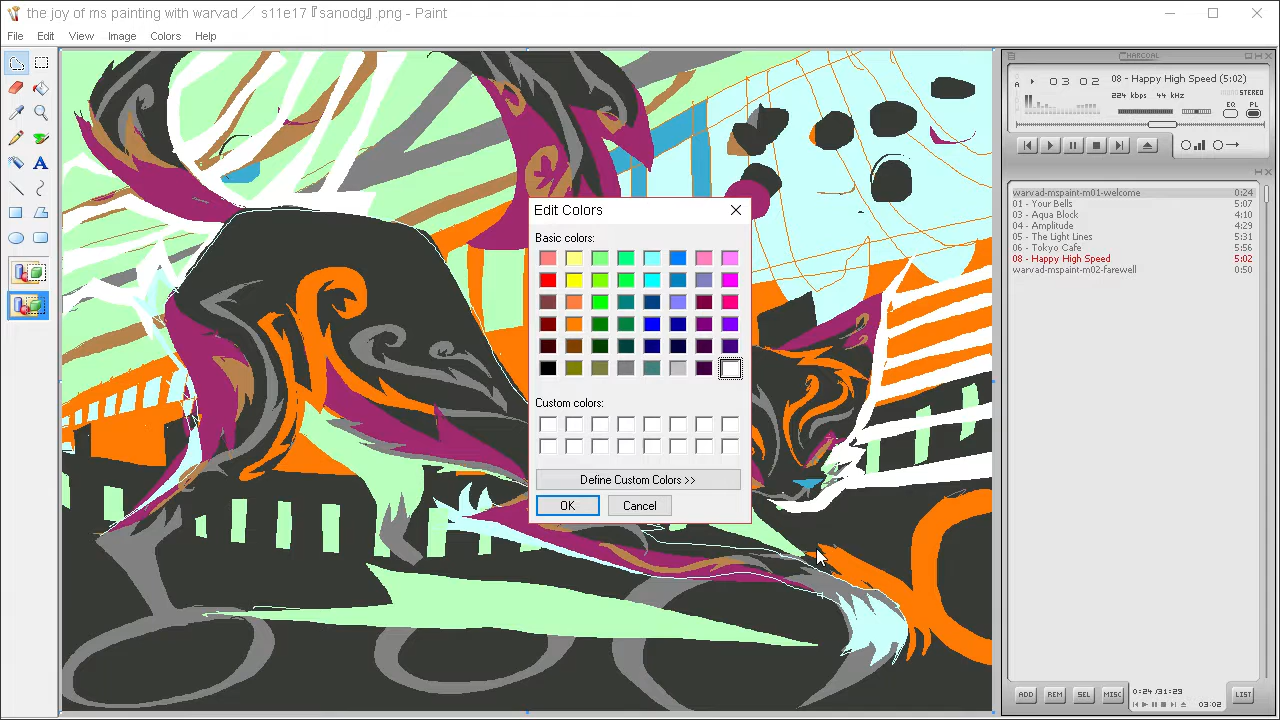 the joy of ms painting with warvad ／ s11e17『sanodg』.png - Paint
File Edit View Image Colors Help
Edit Colors
Basic colors:
Custom colors:
Define Custom Colors >>
OK Cancel
CHARCOAL
A
03 02
08 - Happy High Speed (5:02)
224 kbps 44 kHz
STEREO
EQ PL
warvad-mspaint-m01-welcome 0:24
01 - Your Bells 5:07
03 - Aqua Block 4:10
04 - Amplitude 4:29
05 - The Light Lines 5:31
06 - Tokyo Cafe 5:56
08 - Happy High Speed 5:02
warvad-mspaint-m02-farewell 0:50
ADD REM SEL MISC 0:24/31:29 03:02 LIST